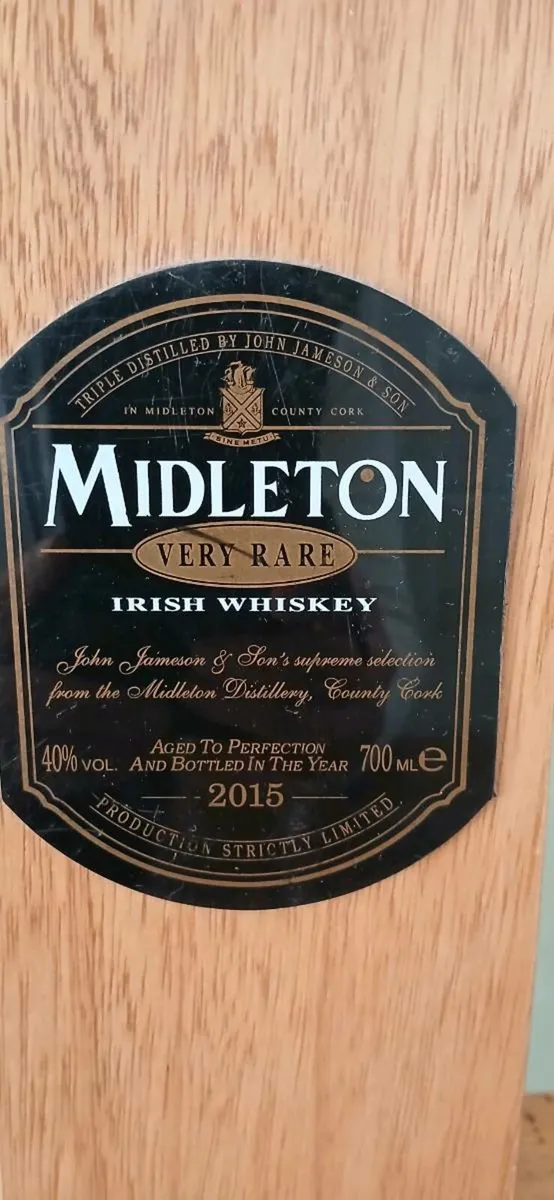 TRIPLE DISTILLED BY JOHN JAMESON & SON
IN MIDLETON COUNTY CORK
SINE METU
MIDLETON
VERY RARE
IRISH WHISKEY
John Jameson & Son's supreme selection
from the Midleton Distillery, County Cork
40% VOL. AGED TO PERFECTION AND BOTTLED IN THE YEAR 700 ML e
2015
PRODUCTION STRICTLY LIMITED